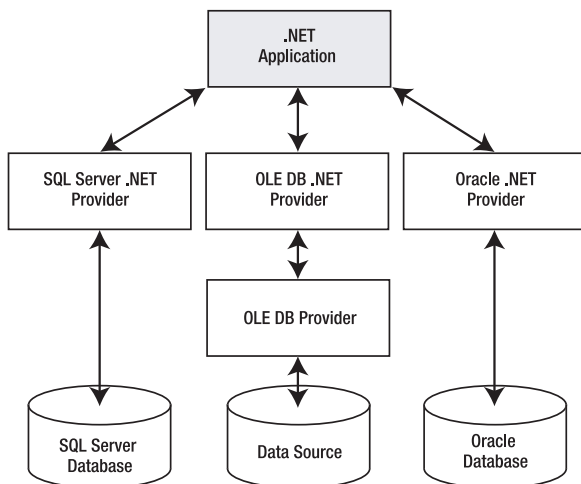 .NET
Application
SQL Server .NET
Provider
OLE DB .NET
Provider
Oracle .NET
Provider
OLE DB Provider
SQL Server
Database
Data Source
Oracle
Database